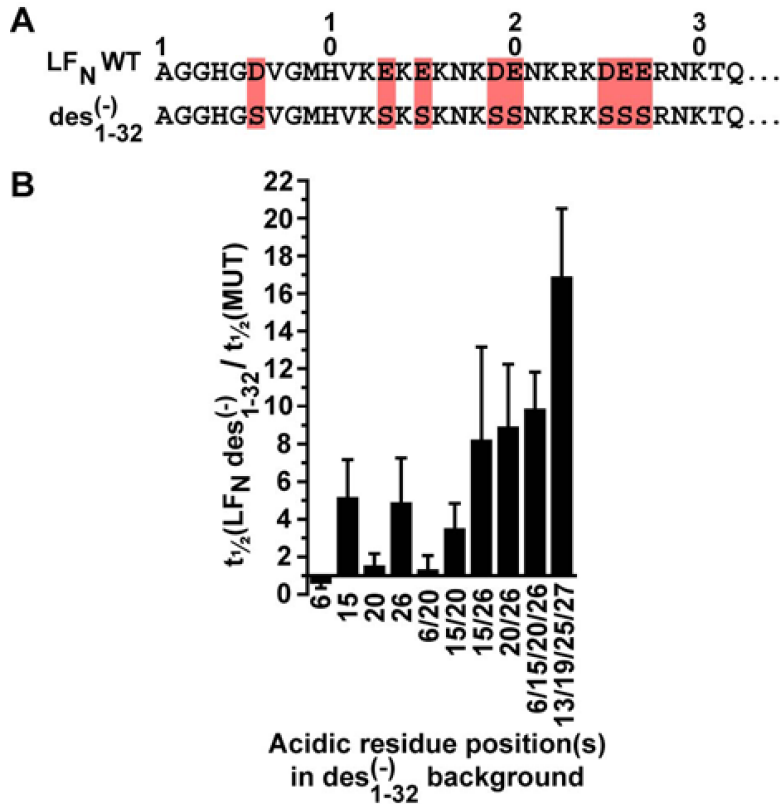 A
1 1 2 3
0 0 0
LF N WT AGGHGDVGMHVKEKEKNKDENKRKDEERNKTQ...
des (-) 1-32 AGGHGSVGMHVKSKSKNKSSNKRKSSSRNKTQ...
B
t½(LF N des (-) 1-32 / t½(MUT)
22
20
18
16
14
12
10
8
6
4
2
0
6 15 20 26 6/20 15/20 15/26 20/26 6/15/20/26 13/19/25/27
Acidic residue position(s)
in des (-) 1-32 background